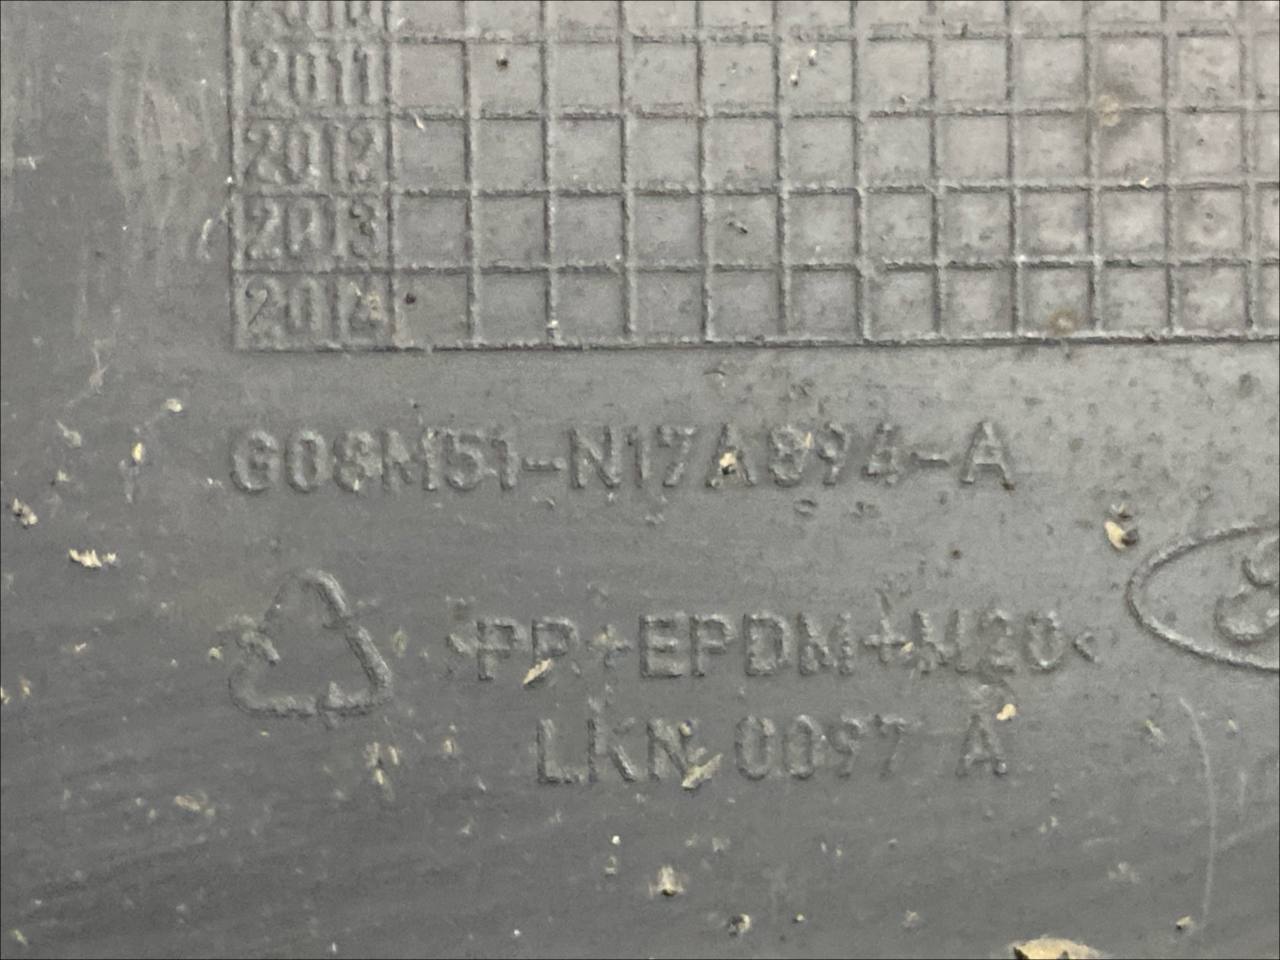 2011
2012
2013
2014
G08M51-N17A894-A
>PP+EPDM+M20<
LKN 0097 A